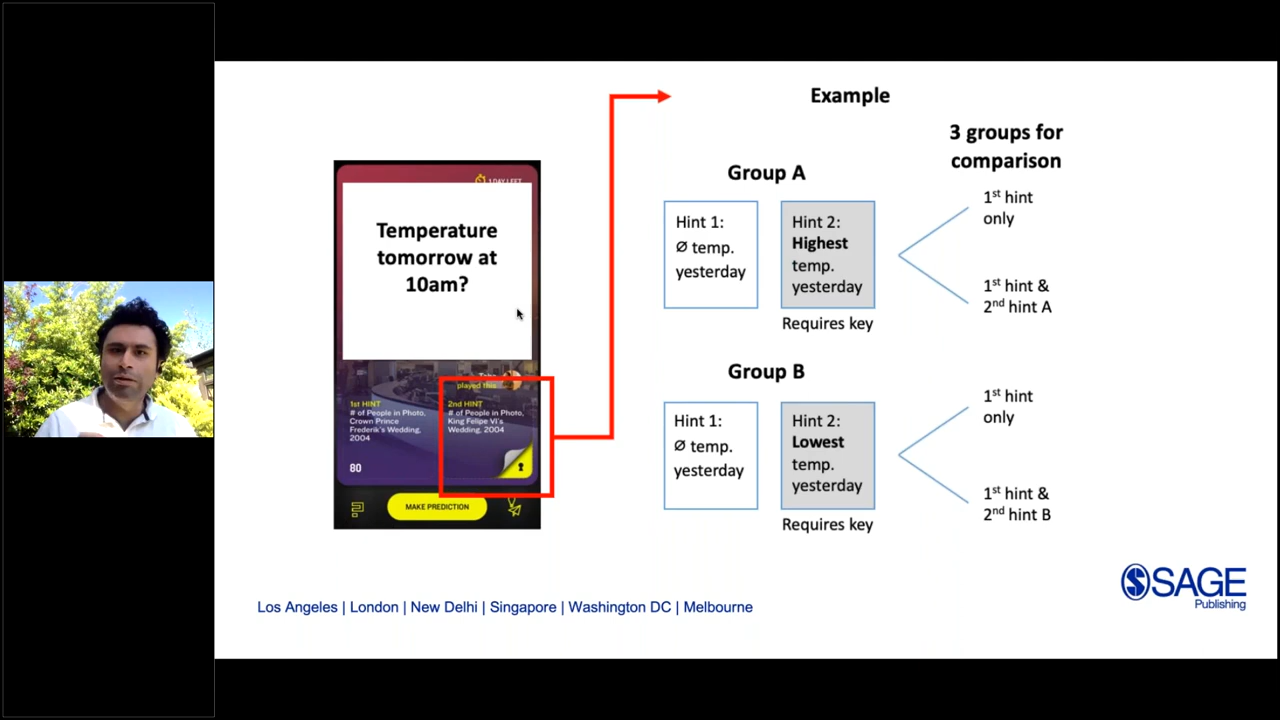 Example
3 groups for
comparison
1 DAY LEFT
Temperature
tomorrow at
10am?
played this
1st HINT
# of People in Photo,
Crown Prince
Frederik's Wedding,
2004
80
2nd HINT
# of People in Photo,
King Felipe VI's
Wedding, 2004
MAKE PREDICTION
Group A
Hint 1:
Ø temp.
yesterday
Hint 2:
Highest
temp.
yesterday
Requires key
1st hint
only
1st hint &
2nd hint A
Group B
Hint 1:
Ø temp.
yesterday
Hint 2:
Lowest
temp.
yesterday
Requires key
1st hint
only
1st hint &
2nd hint B
SAGE
Publishing
Los Angeles | London | New Delhi | Singapore | Washington DC | Melbourne